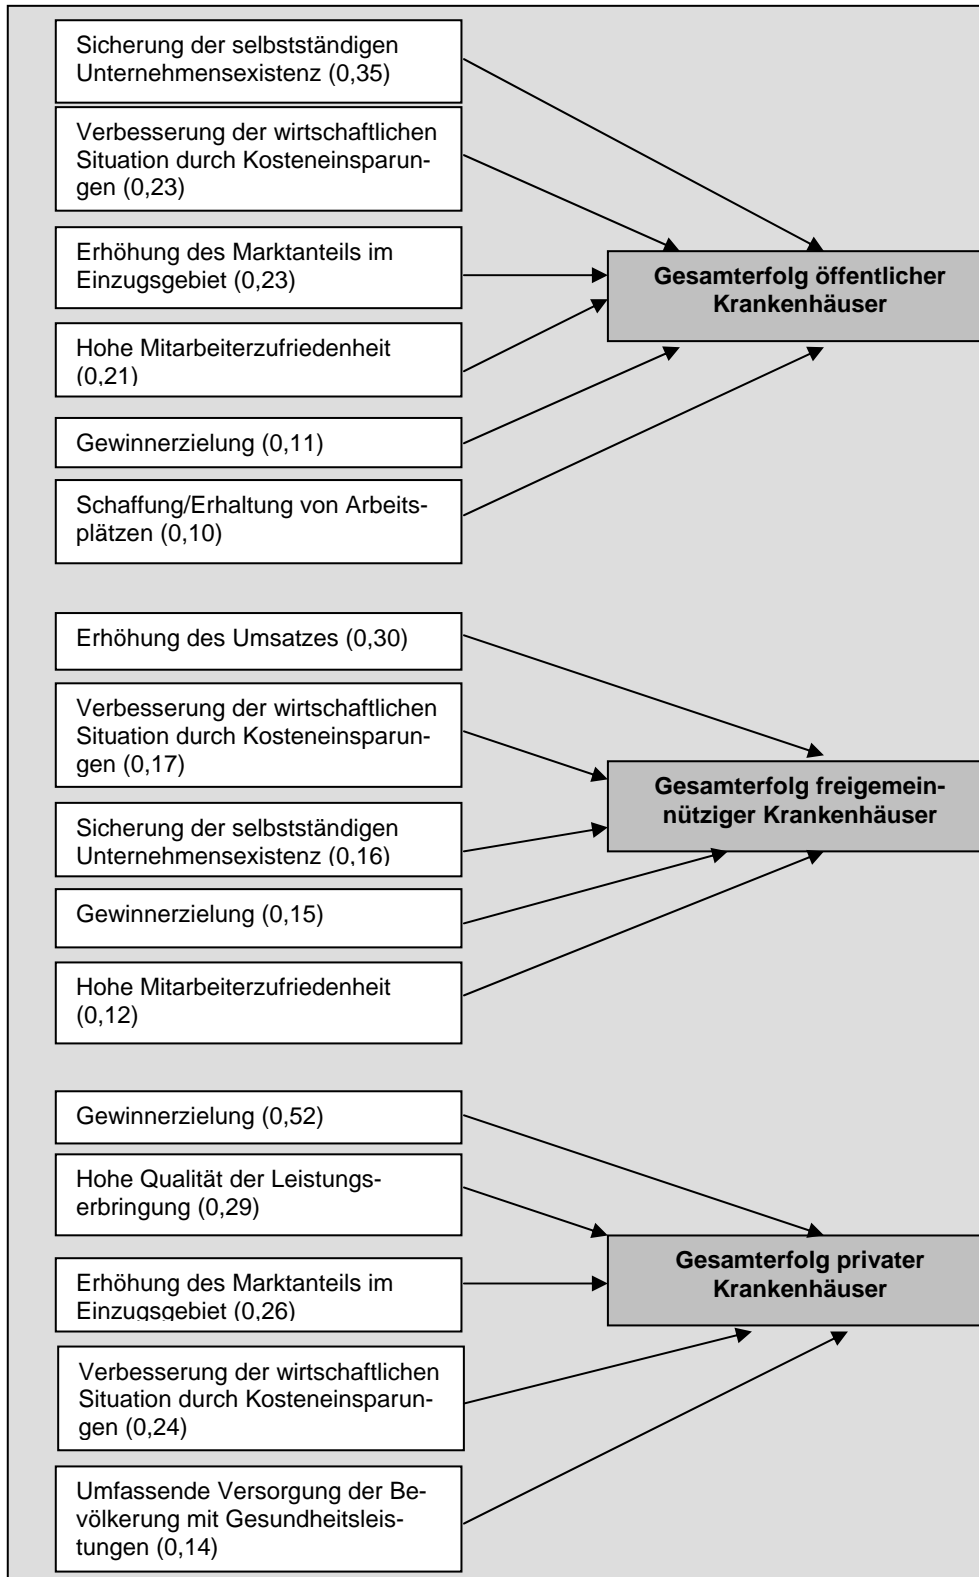 Sicherung der selbstständigen
Unternehmensexistenz (0,35)
Verbesserung der wirtschaftlichen
Situation durch Kosteneinsparun-
gen (0,23)
Erhöhung des Marktanteils im
Einzugsgebiet (0,23)
Hohe Mitarbeiterzufriedenheit
(0,21)
Gewinnerzielung (0,11)
Schaffung/Erhaltung von Arbeits-
plätzen (0,10)
Gesamterfolg öffentlicher
Krankenhäuser
Erhöhung des Umsatzes (0,30)
Verbesserung der wirtschaftlichen
Situation durch Kosteneinsparun-
gen (0,17)
Sicherung der selbstständigen
Unternehmensexistenz (0,16)
Gewinnerzielung (0,15)
Hohe Mitarbeiterzufriedenheit
(0,12)
Gesamterfolg freigemein-
nütziger Krankenhäuser
Gewinnerzielung (0,52)
Hohe Qualität der Leistungs-
erbringung (0,29)
Erhöhung des Marktanteils im
Einzugsgebiet (0,26)
Verbesserung der wirtschaftlichen
Situation durch Kosteneinsparun-
gen (0,24)
Umfassende Versorgung der Be-
völkerung mit Gesundheitsleis-
tungen (0,14)
Gesamterfolg privater
Krankenhäuser